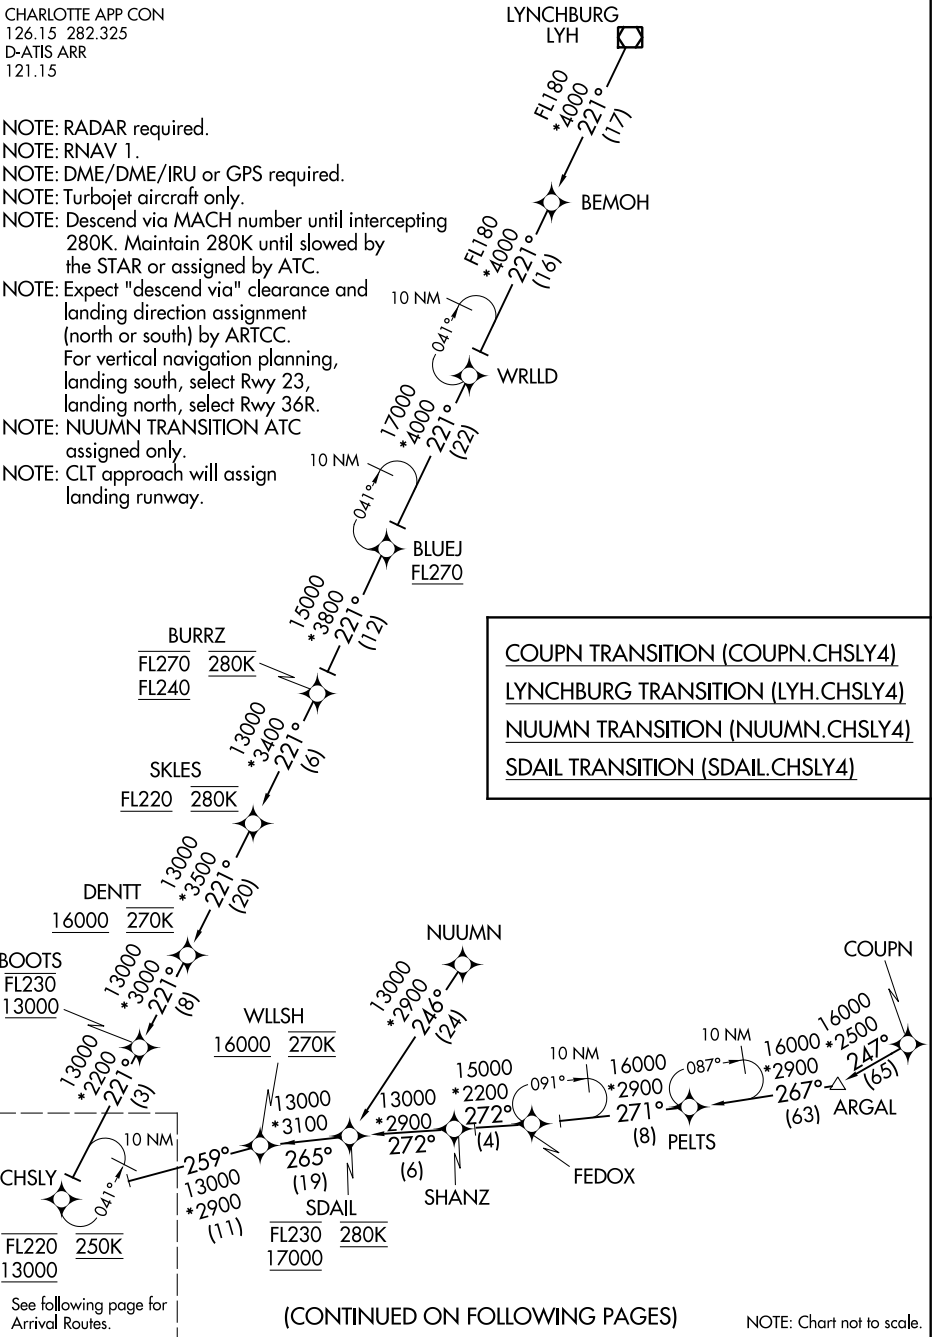 CHARLOTTE APP CON
126.15 282.325
D-ATIS ARR
121.15
LYNCHBURG
LYH
NOTE: RADAR required.
NOTE: RNAV 1.
NOTE: DME/DME/IRU or GPS required.
NOTE: Turbojet aircraft only.
NOTE: Descend via MACH number until intercepting
280K. Maintain 280K until slowed by
the STAR or assigned by ATC.
NOTE: Expect "descend via" clearance and
landing direction assignment
(north or south) by ARTCC.
For vertical navigation planning,
landing south, select Rwy 23,
landing north, select Rwy 36R.
NOTE: NUUMN TRANSITION ATC
assigned only.
NOTE: CLT approach will assign
landing runway.
FL180
*4000
221°
(17)
BEMOH
FL180
*4000
221°
(16)
10 NM
041°
WRLLD
17000
*4000
221°
(22)
10 NM
041°
BLUEJ
FL270
15000
*3800
221°
(12)
BURRZ
FL270 280K
FL240
13000
*3400
221°
(6)
SKLES
FL220 280K
13000
*3500
221°
(20)
DENTT
16000 270K
13000
*3000
221°
(8)
BOOTS
FL230
13000
13000
*2200
221°
(3)
COUPN TRANSITION (COUPN.CHSLY4)
LYNCHBURG TRANSITION (LYH.CHSLY4)
NUUMN TRANSITION (NUUMN.CHSLY4)
SDAIL TRANSITION (SDAIL.CHSLY4)
NUUMN
13000
*2900
246°
(24)
COUPN
16000
*2500
247°
(65)
ARGAL
16000
*2900
267°
(63)
10 NM
087°
PELTS
16000
*2900
271°
(8)
10 NM
091°
FEDOX
15000
*2200
272°
(4)
SHANZ
13000
*2900
272°
(6)
SDAIL
FL230 280K
17000
13000
*3100
265°
(19)
WLLSH
16000 270K
259°
13000
*2900
(11)
10 NM
041°
CHSLY
FL220 250K
13000
See following page for
Arrival Routes.
(CONTINUED ON FOLLOWING PAGES)
NOTE: Chart not to scale.